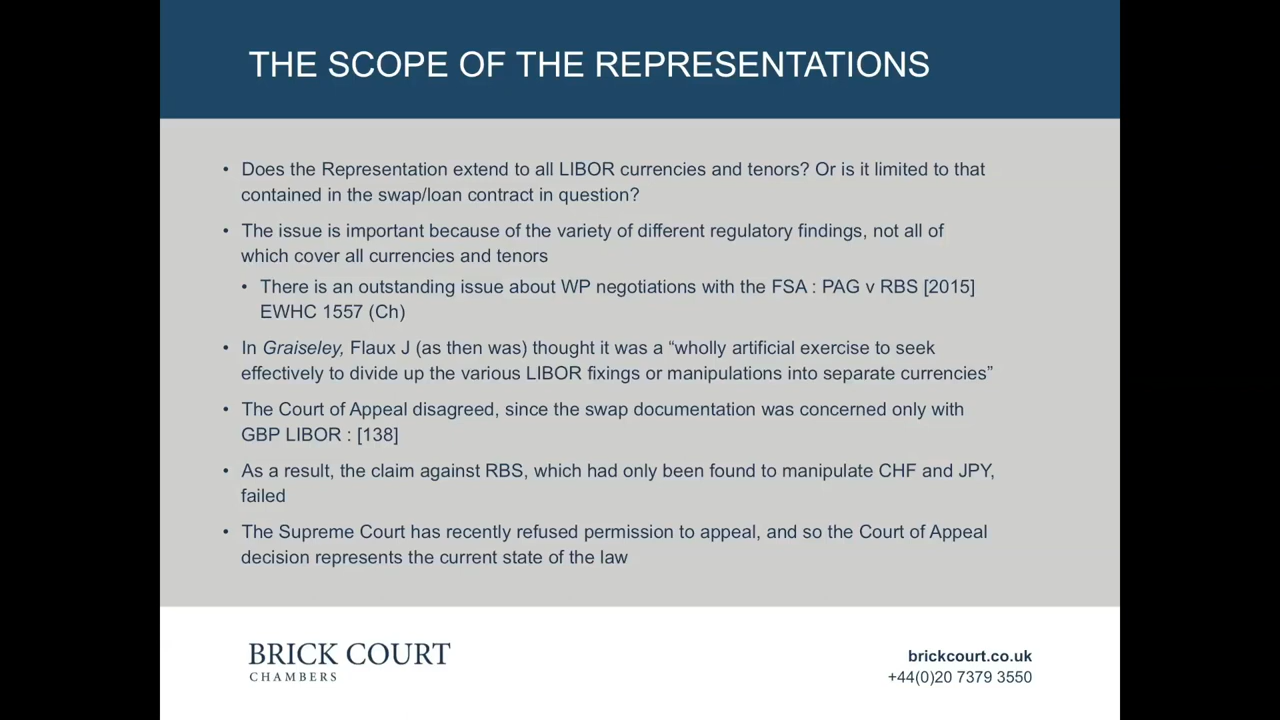 THE SCOPE OF THE REPRESENTATIONS
• Does the Representation extend to all LIBOR currencies and tenors? Or is it limited to that
contained in the swap/loan contract in question?
• The issue is important because of the variety of different regulatory findings, not all of
which cover all currencies and tenors
• There is an outstanding issue about WP negotiations with the FSA : PAG v RBS [2015]
EWHC 1557 (Ch)
• In Graiseley, Flaux J (as then was) thought it was a “wholly artificial exercise to seek
effectively to divide up the various LIBOR fixings or manipulations into separate currencies”
• The Court of Appeal disagreed, since the swap documentation was concerned only with
GBP LIBOR : [138]
• As a result, the claim against RBS, which had only been found to manipulate CHF and JPY,
failed
• The Supreme Court has recently refused permission to appeal, and so the Court of Appeal
decision represents the current state of the law
BRICK COURT
CHAMBERS
brickcourt.co.uk
+44(0)20 7379 3550